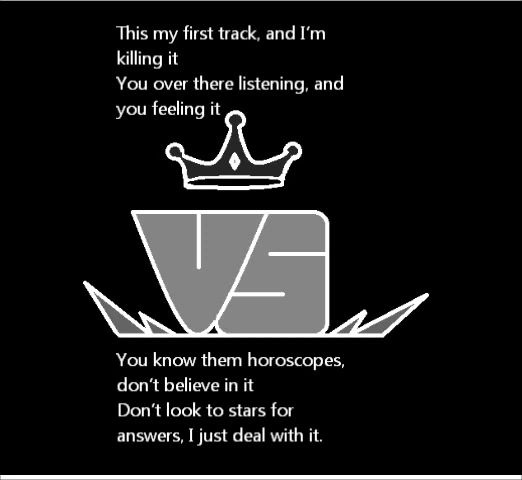 This my first track, and I'm
killing it
You over there listening, and
you feeling it
VS
You know them horoscopes,
don't believe in it
Don't look to stars for
answers, I just deal with it.